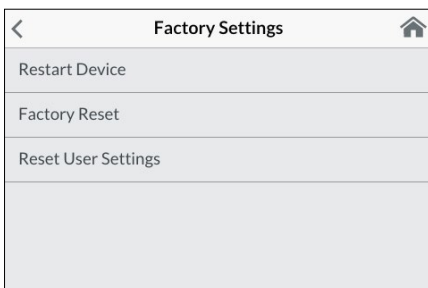 Factory Settings
Restart Device
Factory Reset
Reset User Settings